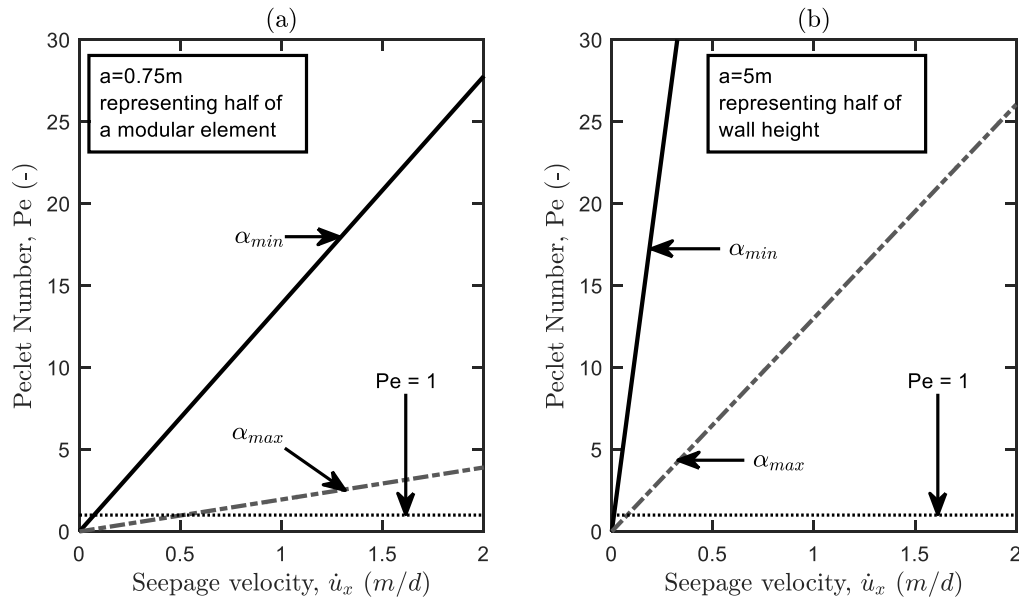 (a)
30
25
20
15
10
5
0
Peclet Number, Pe (-)
a=0.75m
representing half of
a modular element
α_min
α_max
Pe = 1
0 0.5 1 1.5 2
Seepage velocity, u̇_x (m/d)
(b)
30
25
20
15
10
5
0
Peclet Number, Pe (-)
a=5m
representing half of
wall height
α_min
Pe = 1
α_max
0 0.5 1 1.5 2
Seepage velocity, u̇_x (m/d)